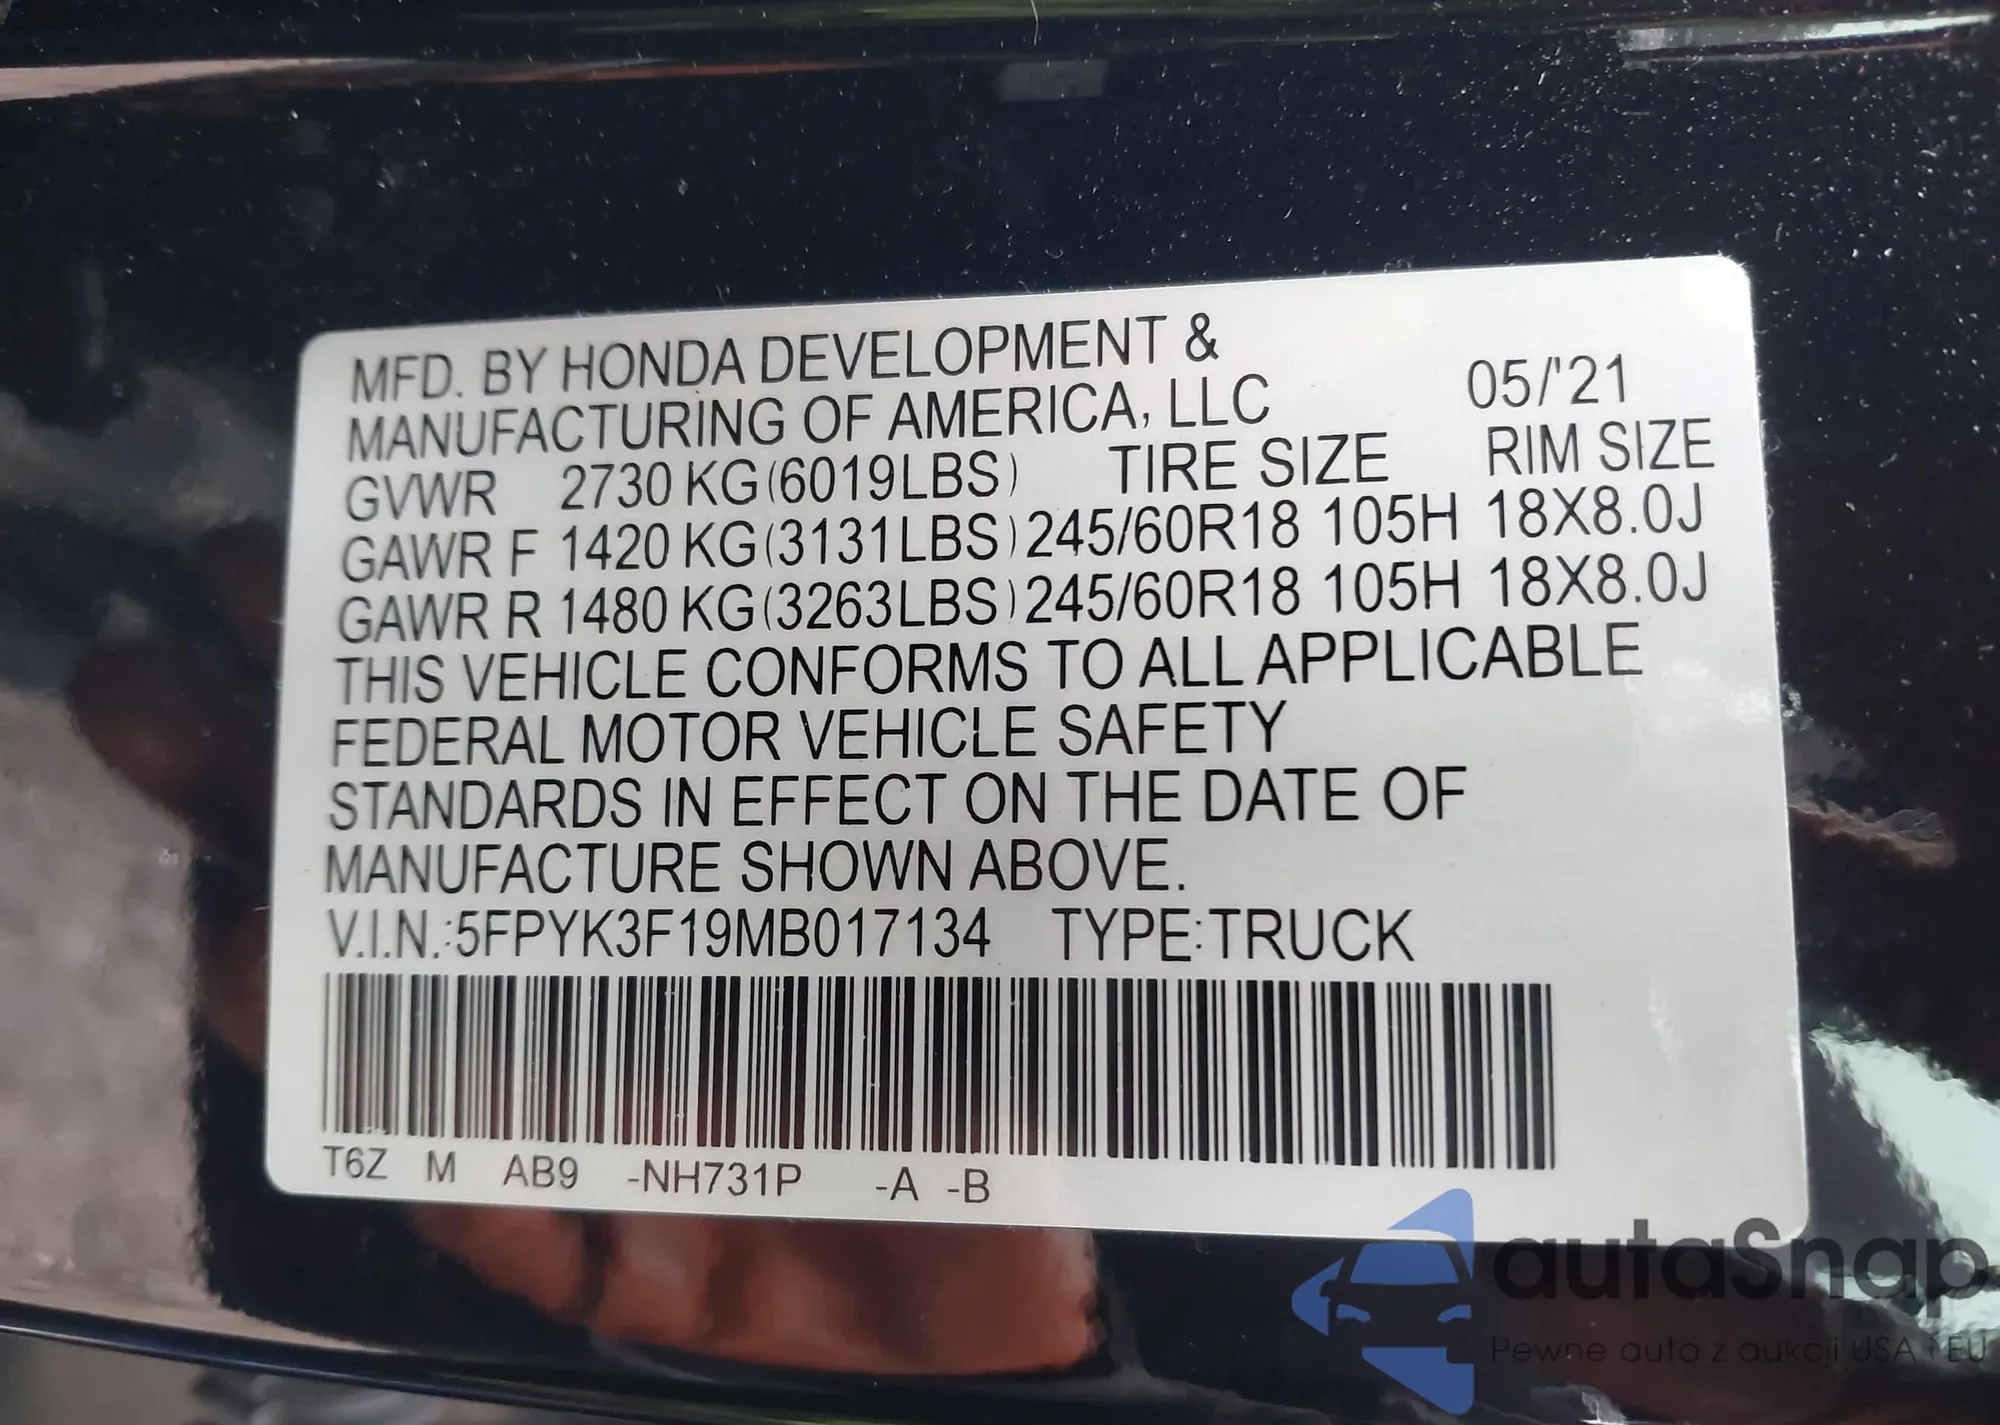 MFD. BY HONDA DEVELOPMENT &
MANUFACTURING OF AMERICA, LLC 05/'21
GVWR 2730 KG(6019LBS) TIRE SIZE RIM SIZE
GAWR F 1420 KG(3131LBS) 245/60R18 105H 18X8.0J
GAWR R 1480 KG(3263LBS) 245/60R18 105H 18X8.0J
THIS VEHICLE CONFORMS TO ALL APPLICABLE
FEDERAL MOTOR VEHICLE SAFETY
STANDARDS IN EFFECT ON THE DATE OF
MANUFACTURE SHOWN ABOVE.
V.I.N.:5FPYK3F19MB017134 TYPE:TRUCK
T6Z M AB9 -NH731P -A -B
autaSnap
Pewne auta z aukcji USA i EU